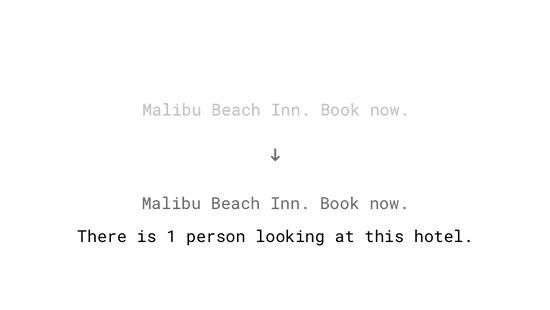 Malibu Beach Inn. Book now.
↓
Malibu Beach Inn. Book now.
There is 1 person looking at this hotel.